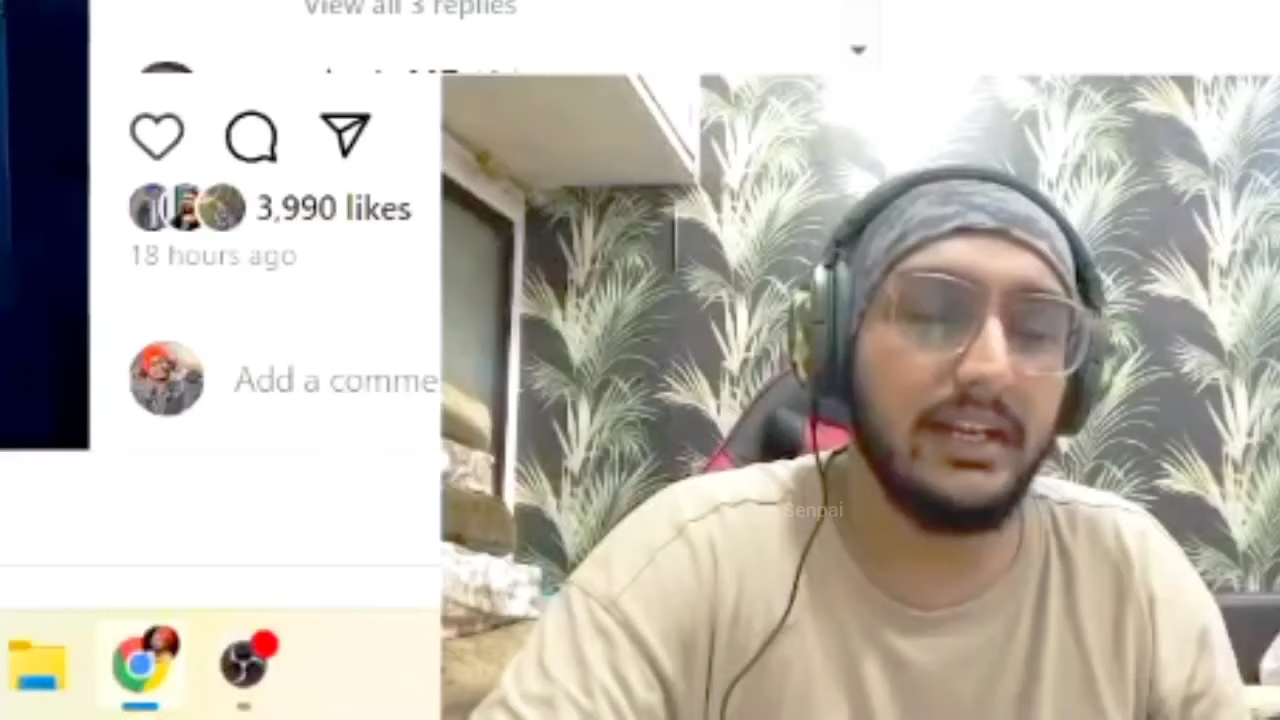 View all 3 replies
3,990 likes
18 hours ago
Add a comme
Senpai